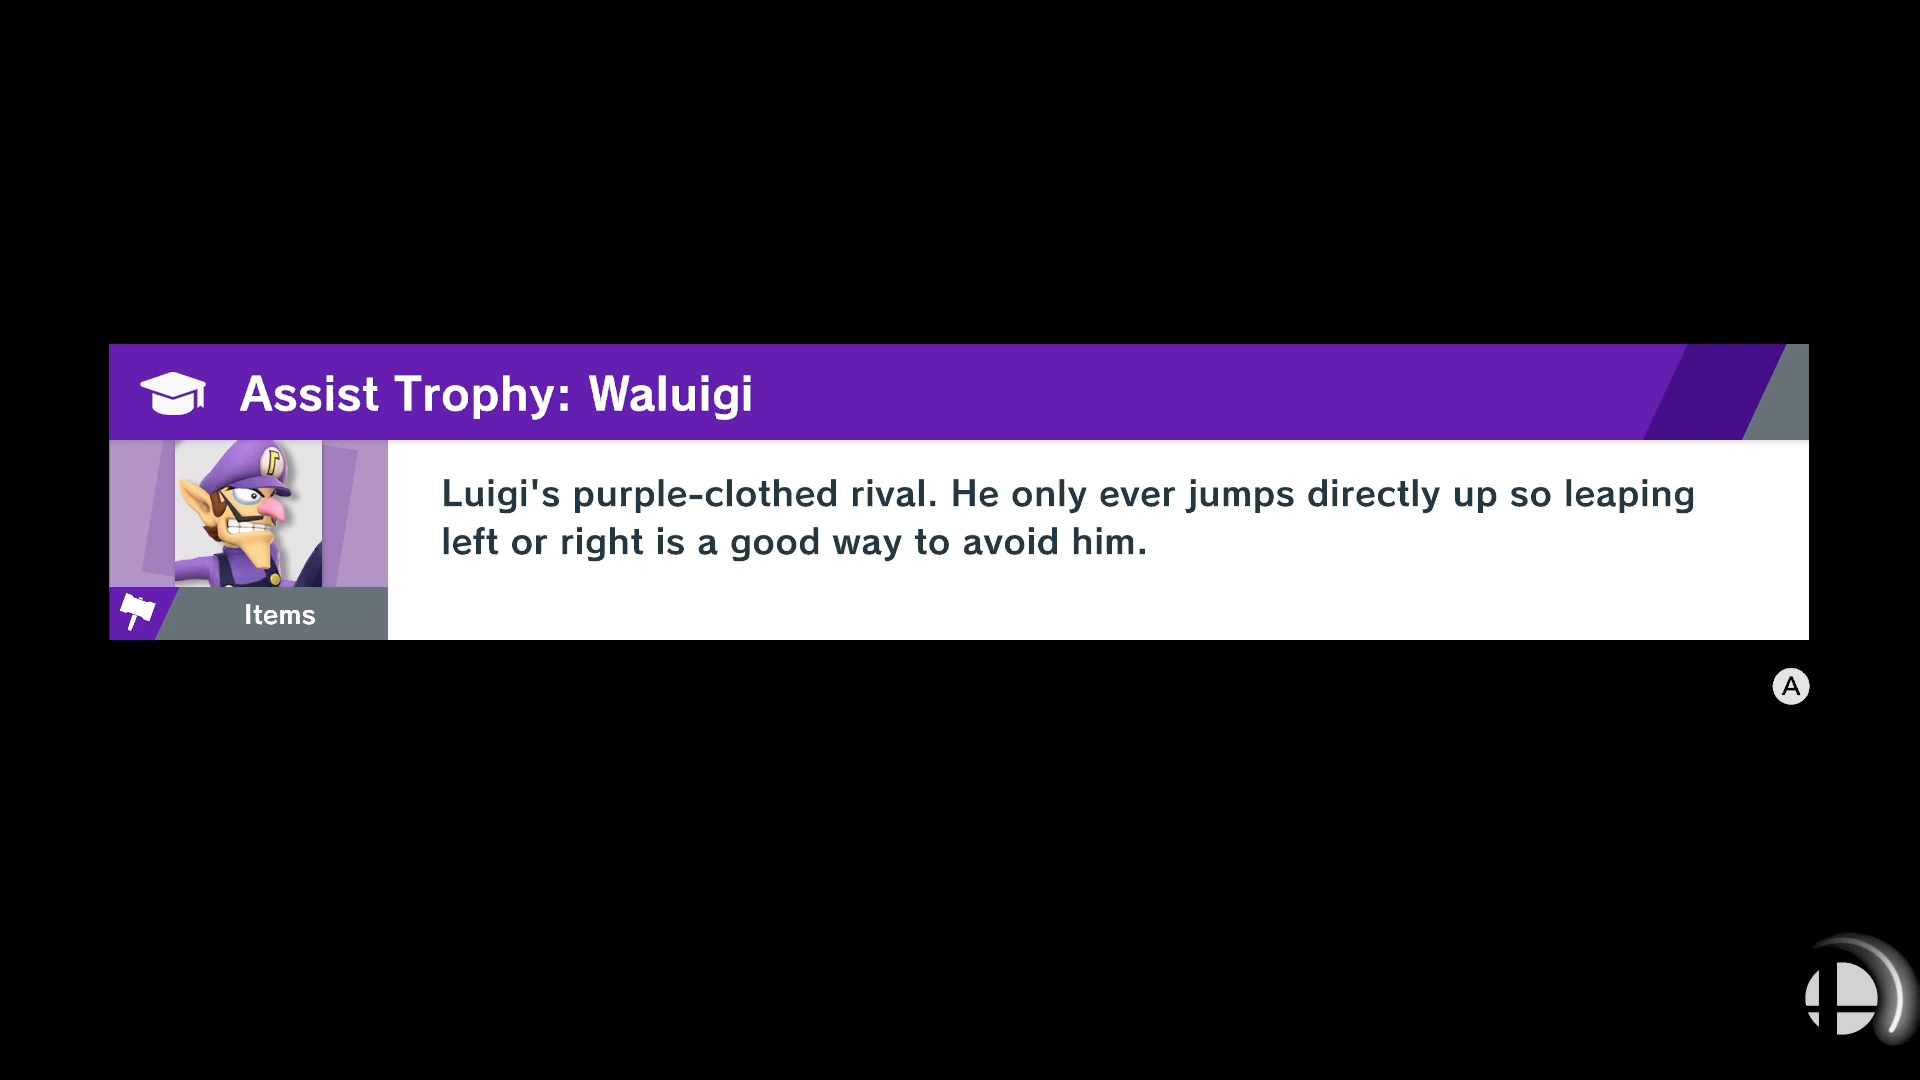 Assist Trophy: Waluigi
Luigi's purple-clothed rival. He only ever jumps directly up so leaping
left or right is a good way to avoid him.
Items
A